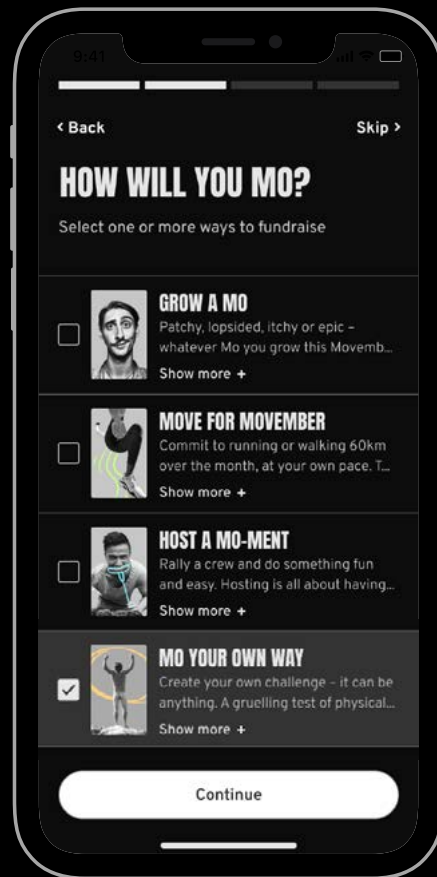 9:41
< Back
Skip >
HOW WILL YOU MO?
Select one or more ways to fundraise
GROW A MO
Patchy, lopsided, itchy or epic –
whatever Mo you grow this Movemb...
Show more +
MOVE FOR MOVEMBER
Commit to running or walking 60km
over the month, at your own pace. T...
Show more +
HOST A MO-MENT
Rally a crew and do something fun
and easy. Hosting is all about having...
Show more +
MO YOUR OWN WAY
Create your own challenge – it can be
anything. A gruelling test of physical...
Show more +
Continue